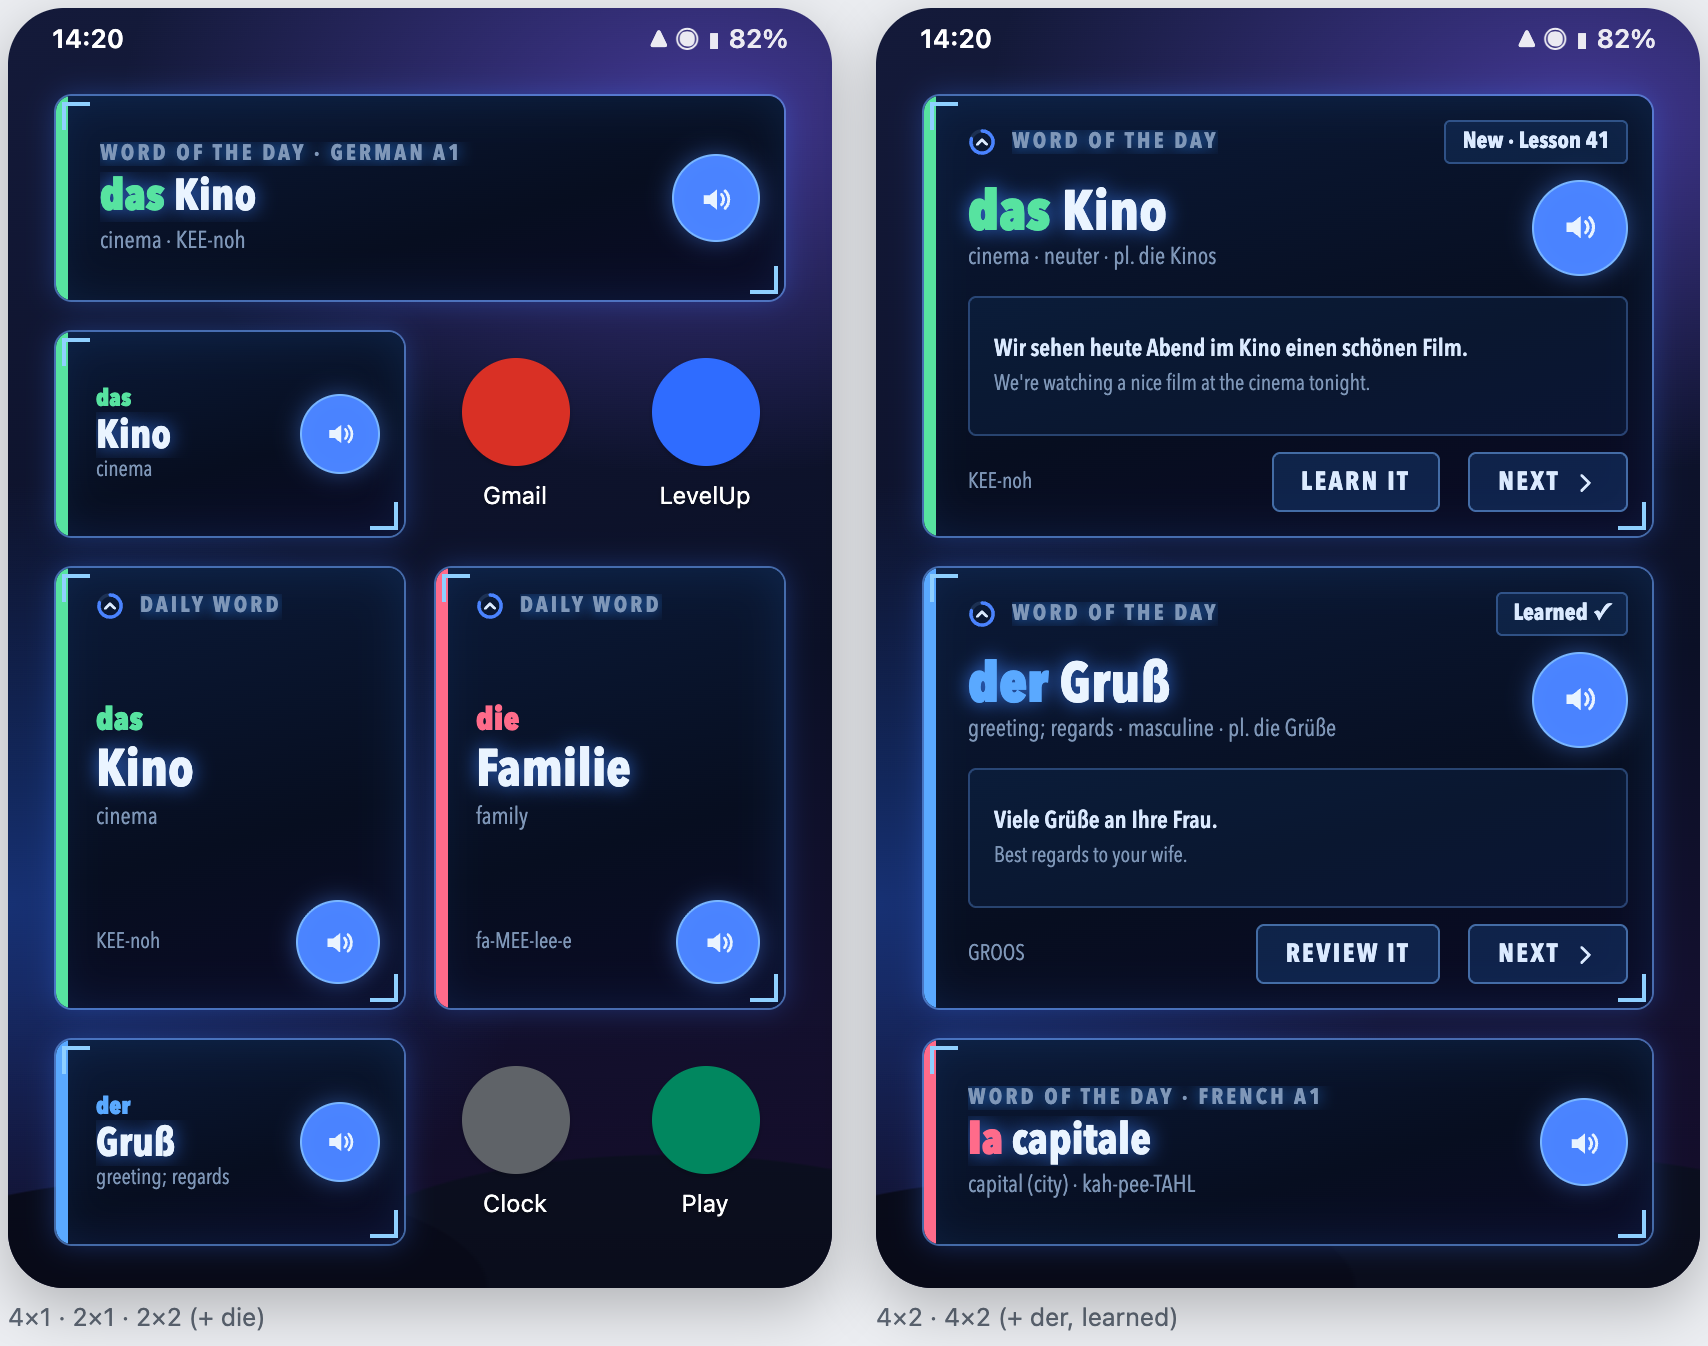 14:20
82%
WORD OF THE DAY · GERMAN A1
das Kino
cinema · KEE-noh
das
Kino
cinema
Gmail
LevelUp
DAILY WORD
das
Kino
cinema
KEE-noh
DAILY WORD
die
Familie
family
fa-MEE-lee-e
der
Gruß
greeting; regards
Clock
Play
4×1 · 2×1 · 2×2 (+ die)
14:20
82%
WORD OF THE DAY
New · Lesson 41
das Kino
cinema · neuter · pl. die Kinos
Wir sehen heute Abend im Kino einen schönen Film.
We're watching a nice film at the cinema tonight.
KEE-noh
LEARN IT
NEXT
WORD OF THE DAY
Learned ✓
der Gruß
greeting; regards · masculine · pl. die Grüße
Viele Grüße an Ihre Frau.
Best regards to your wife.
GROOS
REVIEW IT
NEXT
WORD OF THE DAY · FRENCH A1
la capitale
capital (city) · kah-pee-TAHL
4×2 · 4×2 (+ der, learned)